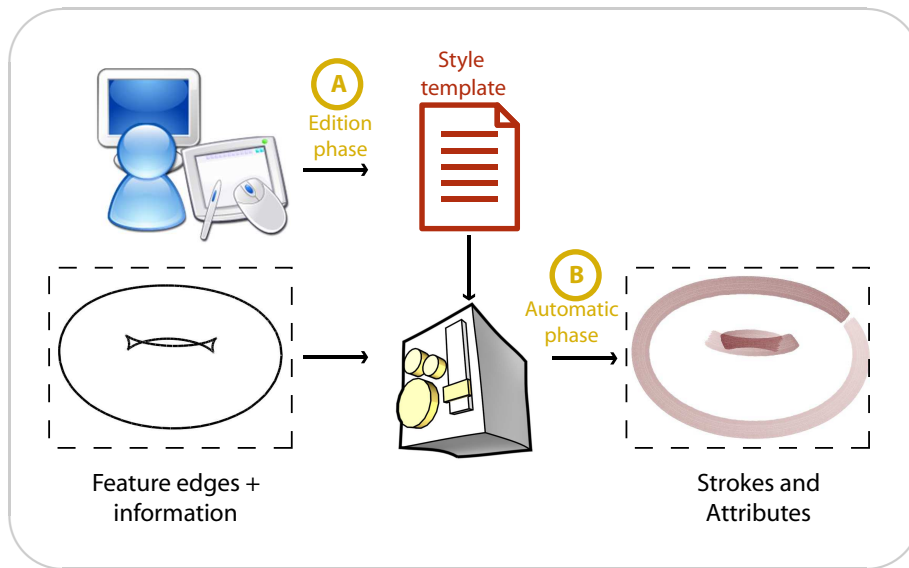 A
Edition
phase
Style
template
B
Automatic
phase
Feature edges +
information
Strokes and
Attributes